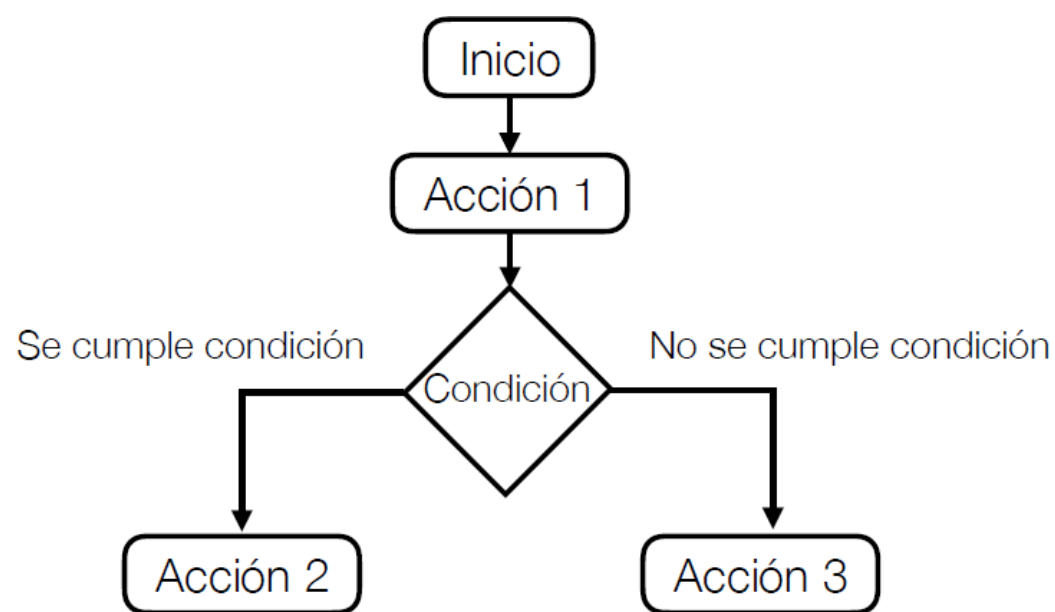 Inicio
Acción 1
Se cumple condición
No se cumple condición
Condición
Acción 2
Acción 3